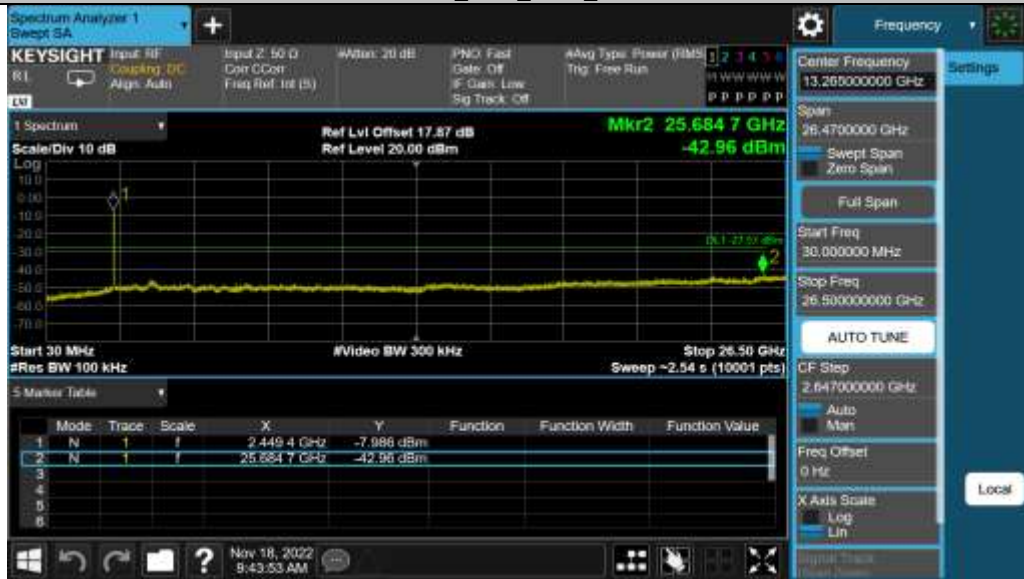 Spectrum Analyzer 1
Swept SA
Frequency
KEYSIGHT
Input: RF
Coupling: DC
Align: Auto
Input Z: 50 Ω
Corr CCorr
Freq Ref: Int (S)
#Atten: 20 dB
PNO: Fast
Gate: Off
IF Gain: Low
Sig Track: Off
#Avg Type: Power (RMS)
Trig: Free Run
1 2 3 4 5 6
M W W W W W
P P P P P P
R L
LXI
1 Spectrum
Scale/Div 10 dB
Ref Lvl Offset 17.87 dB
Ref Level 20.00 dBm
Mkr2 25.684 7 GHz
-42.96 dBm
Log
10.0
0.00
-10.0
-20.0
-30.0
-40.0
-50.0
-60.0
-70.0
1
2
Start 30 MHz
#Res BW 100 kHz
#Video BW 300 kHz
Stop 26.50 GHz
Sweep ~2.54 s (10001 pts)
5 Marker Table
Mode Trace Scale X Y Function Function Width Function Value
1 N 1 f 2.449 4 GHz -7.986 dBm
2 N 1 f 25.684 7 GHz -42.96 dBm
3
4
5
6
Nov 18, 2022
9:43:53 AM
Center Frequency
13.265000000 GHz
Settings
Span
26.4700000 GHz
Swept Span
Zero Span
Full Span
Start Freq
30.000000 MHz
Stop Freq
26.500000000 GHz
AUTO TUNE
CF Step
2.647000000 GHz
Auto
Man
Freq Offset
0 Hz
Local
X Axis Scale
Log
Lin
Signal Track